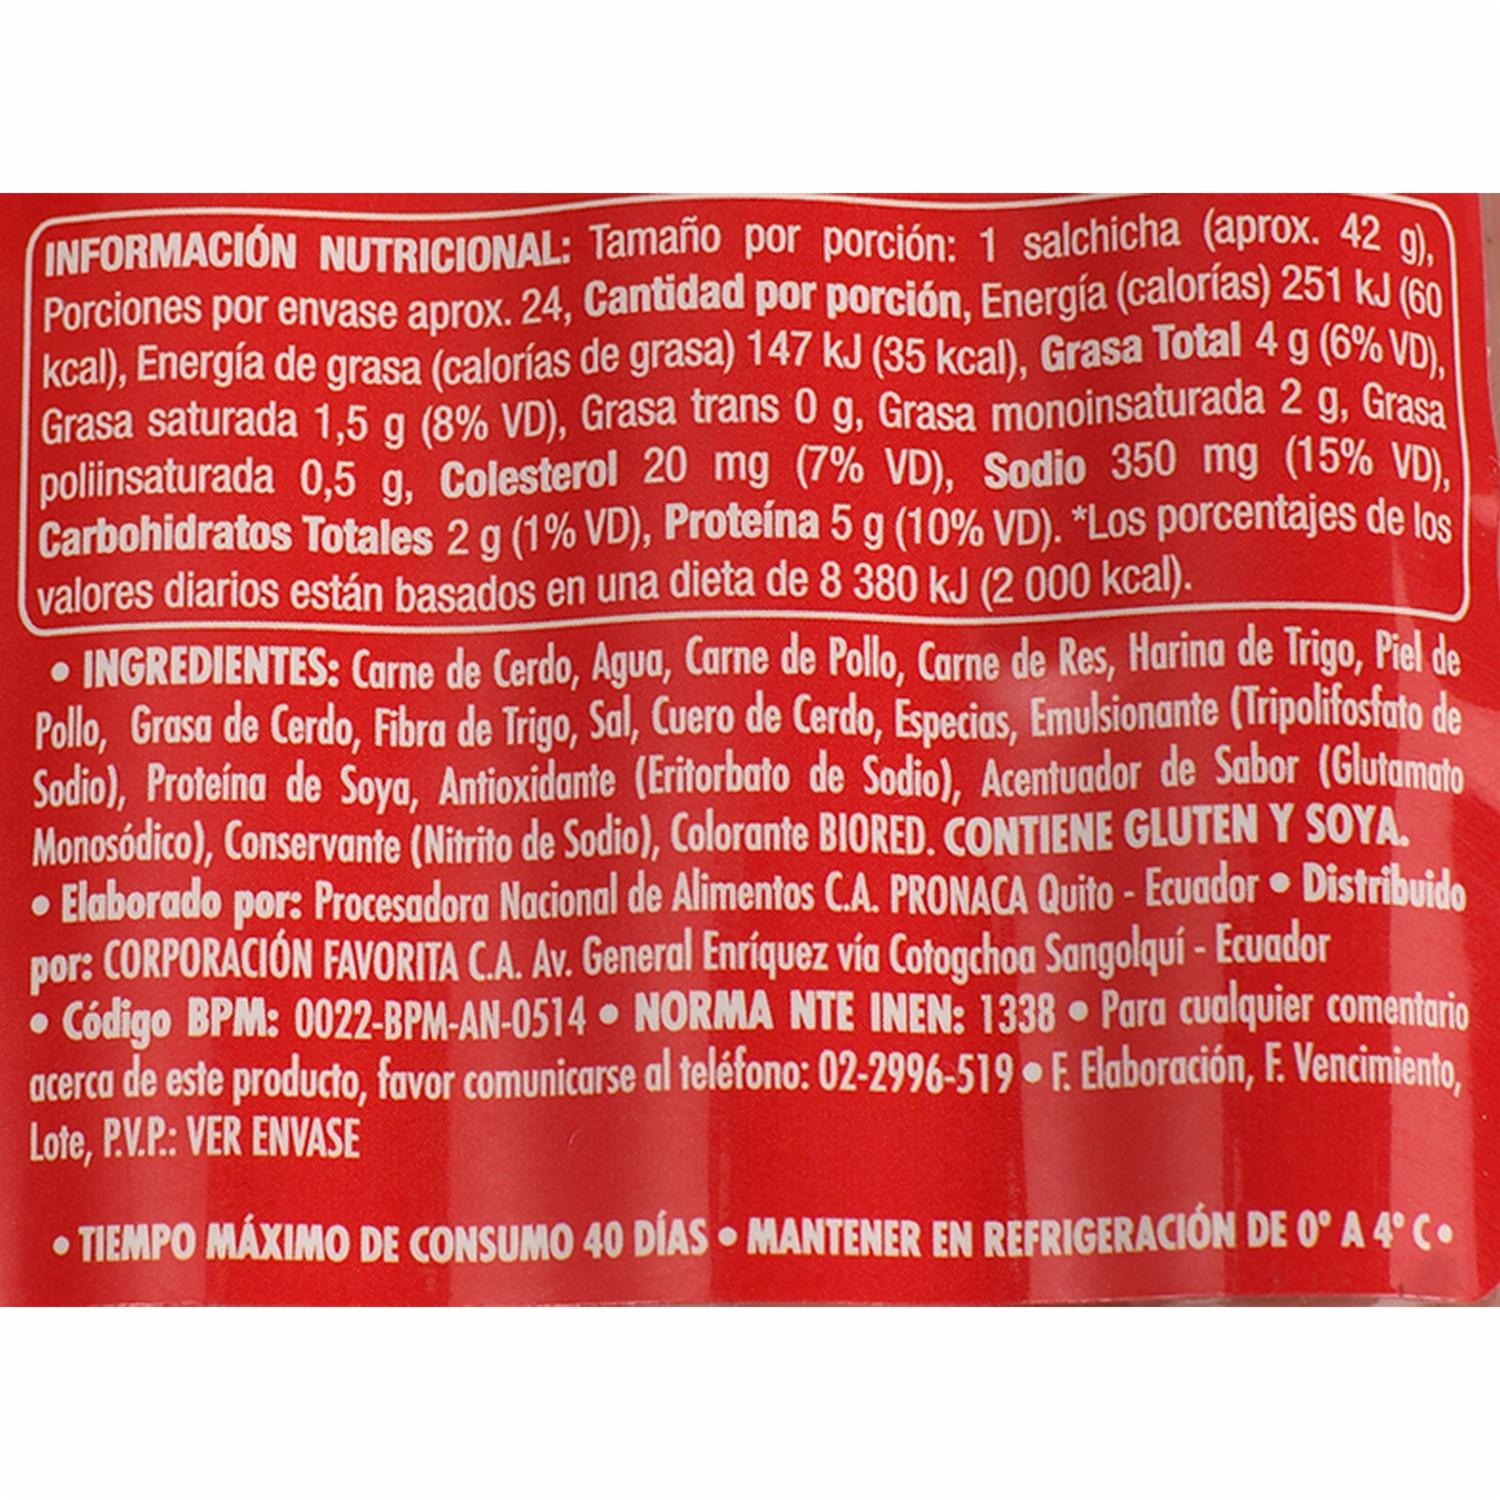 INFORMACIÓN NUTRICIONAL: Tamaño por porción: 1 salchicha (aprox. 42 g),
Porciones por envase aprox. 24, Cantidad por porción, Energía (calorías) 251 kJ (60
kcal), Energía de grasa (calorías de grasa) 147 kJ (35 kcal), Grasa Total 4 g (6% VD),
Grasa saturada 1,5 g (8% VD), Grasa trans 0 g, Grasa monoinsaturada 2 g, Grasa
poliinsaturada 0,5 g, Colesterol 20 mg (7% VD), Sodio 350 mg (15% VD),
Carbohidratos Totales 2 g (1% VD), Proteína 5 g (10% VD). *Los porcentajes de los
valores diarios están basados en una dieta de 8 380 kJ (2 000 kcal).
• INGREDIENTES: Carne de Cerdo, Agua, Carne de Pollo, Carne de Res, Harina de Trigo, Piel de
Pollo, Grasa de Cerdo, Fibra de Trigo, Sal, Cuero de Cerdo, Especias, Emulsionante (Tripolifosfato de
Sodio), Proteína de Soya, Antioxidante (Eritorbato de Sodio), Acentuador de Sabor (Glutamato
Monosódico), Conservante (Nitrito de Sodio), Colorante BIORED. CONTIENE GLUTEN Y SOYA.
• Elaborado por: Procesadora Nacional de Alimentos C.A. PRONACA Quito - Ecuador • Distribuido
por: CORPORACIÓN FAVORITA C.A. Av. General Enríquez vía Cotogchoa Sangolquí - Ecuador
• Código BPM: 0022-BPM-AN-0514 • NORMA NTE INEN: 1338 • Para cualquier comentario
acerca de este producto, favor comunicarse al teléfono: 02-2996-519 • F. Elaboración, F. Vencimiento,
Lote, P.V.P.: VER ENVASE
• TIEMPO MÁXIMO DE CONSUMO 40 DÍAS • MANTENER EN REFRIGERACIÓN DE 0° A 4° C •